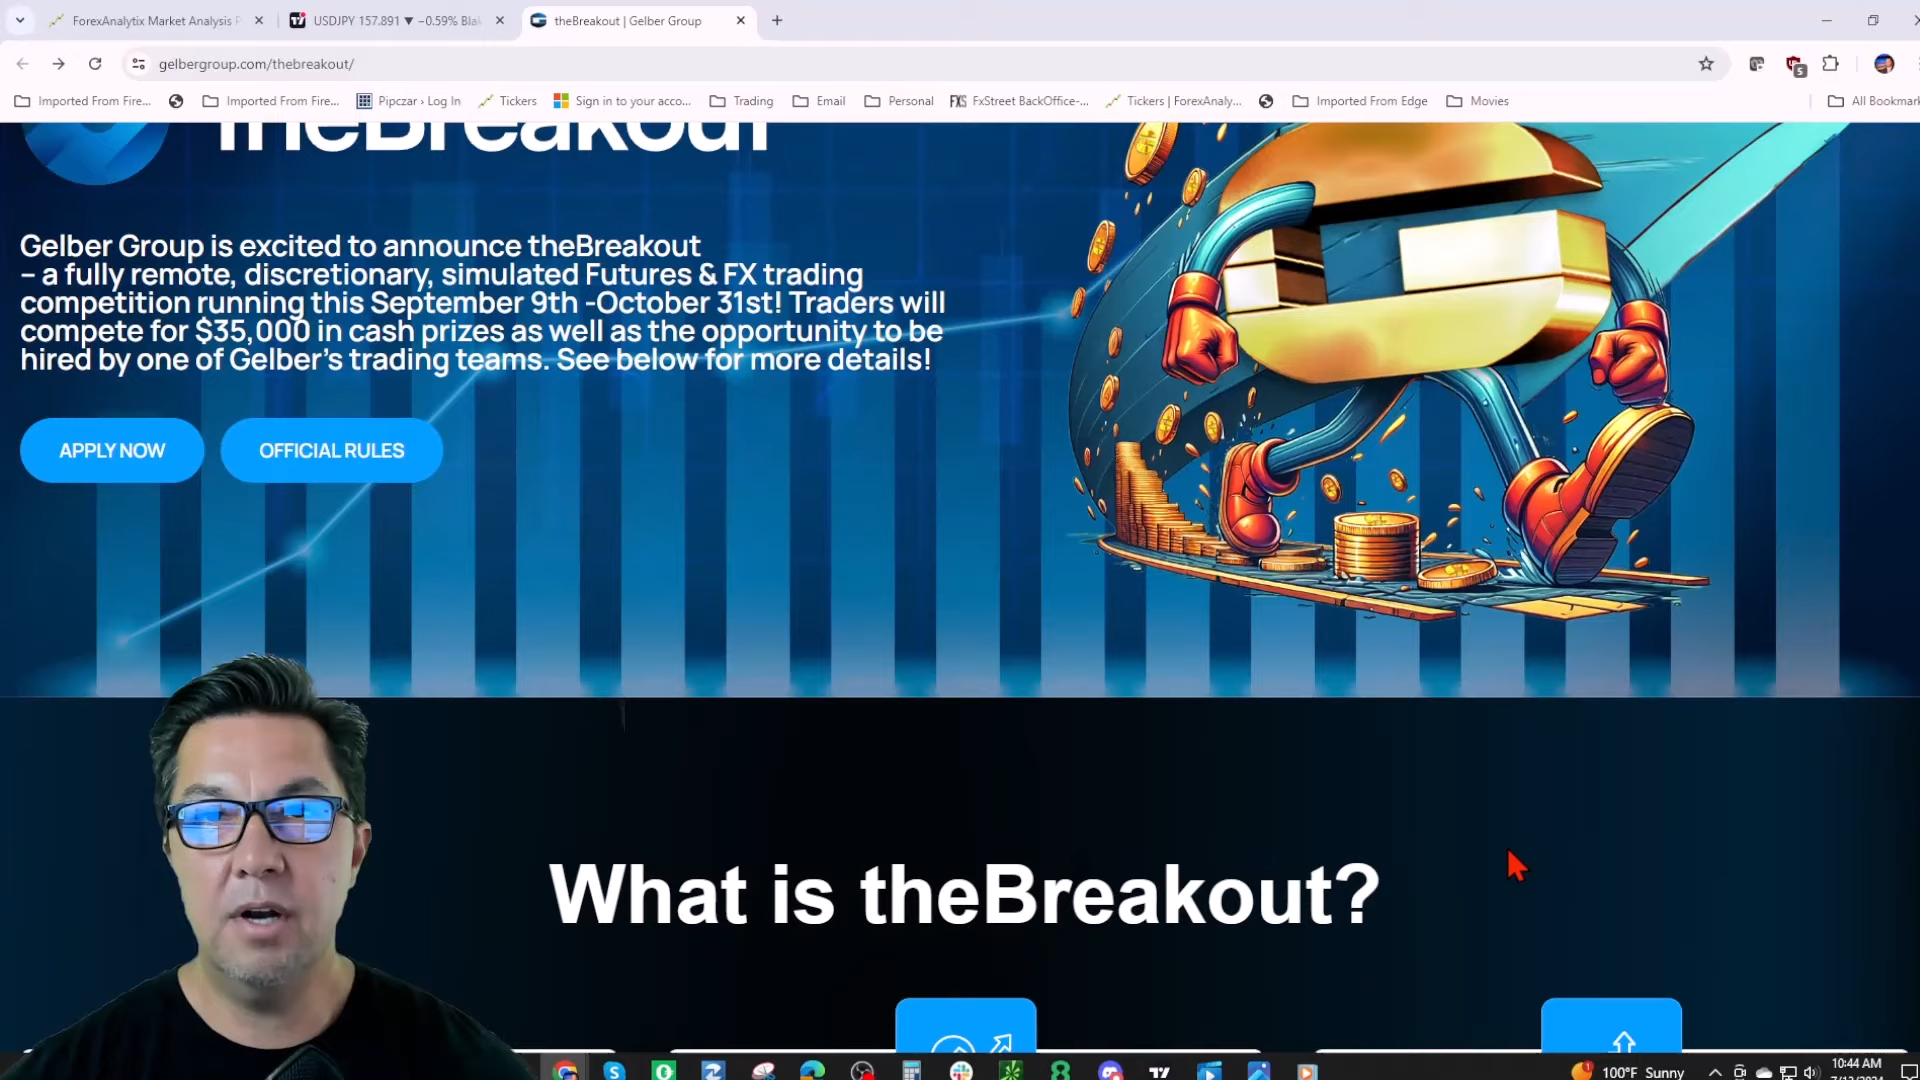 ForexAnalytix Market Analysis P
USDJPY 157.891 ▼ −0.59% Bla
theBreakout | Gelber Group
gelbergroup.com/thebreakout/
Imported From Fire...
Imported From Fire...
Pipczar › Log In
Tickers
Sign in to your acco...
Trading
Email
Personal
FXS FxStreet BackOffice-...
Tickers | ForexAnaly...
Imported From Edge
Movies
All Bookmark
theBreakout
Gelber Group is excited to announce theBreakout
– a fully remote, discretionary, simulated Futures & FX trading
competition running this September 9th -October 31st! Traders will
compete for $35,000 in cash prizes as well as the opportunity to be
hired by one of Gelber's trading teams. See below for more details!
APPLY NOW
OFFICIAL RULES
What is theBreakout?
100°F Sunny
10:44 AM